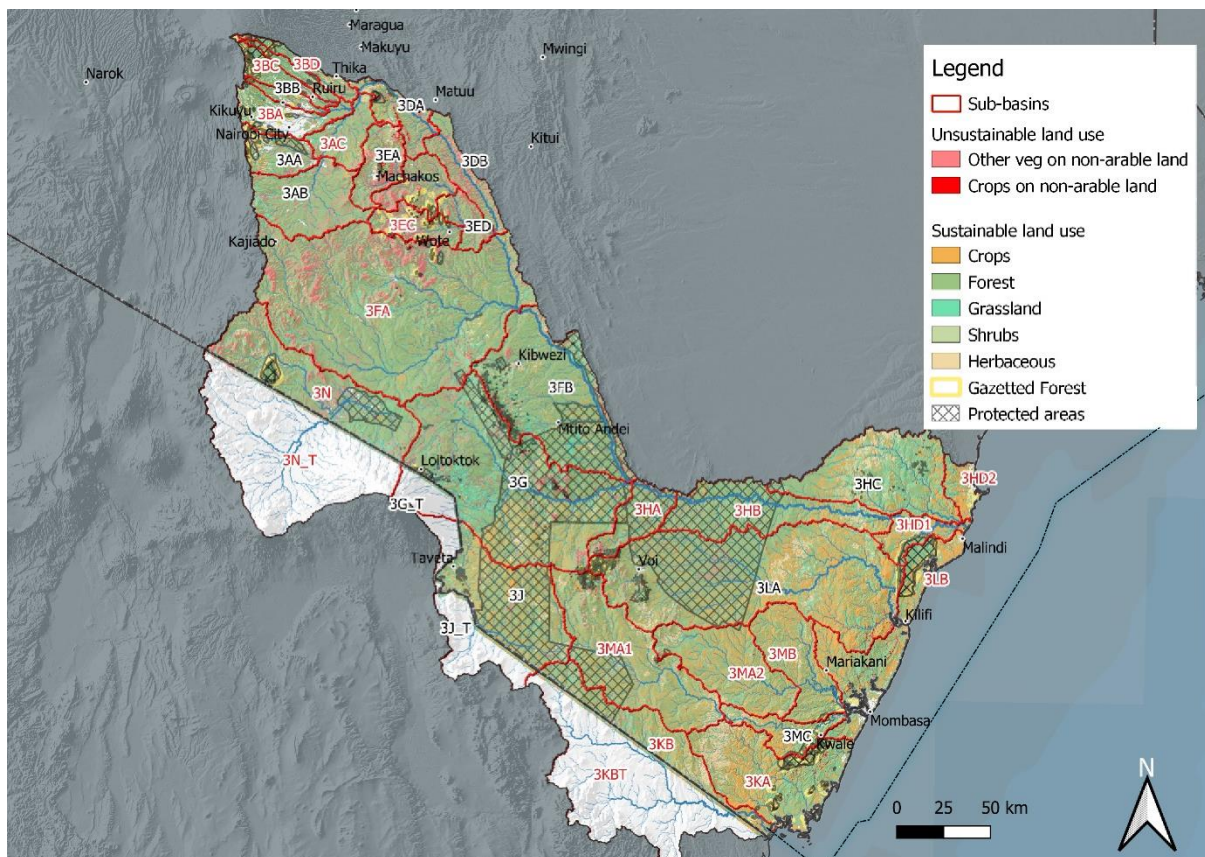 Maragua
Makuyu
Mwingi
Narok
3BC
3BD
Thika
3BB
Ruiru
Matuu
3DA
Kikuyu
3BA
Nairobi City
3AC
Kitui
3AA
3EA
3DB
Machakos
3AB
3EC
3ED
Wote
Kajiado
3FA
Kibwezi
3N
3FB
Mtito Andei
3N_T
Loitoktok
3G
3HC
3HD2
3G_T
3HA
3HB
3HD1
Malindi
Taveta
Voi
3LB
3J
3LA
Kilifi
3J_T
3MA1
3MB
Mariakani
3MA2
Mombasa
3MC
Kwale
3KB
3KBT
3KA
Legend
Sub-basins
Unsustainable land use
Other veg on non-arable land
Crops on non-arable land
Sustainable land use
Crops
Forest
Grassland
Shrubs
Herbaceous
Gazetted Forest
Protected areas
N
0 25 50 km